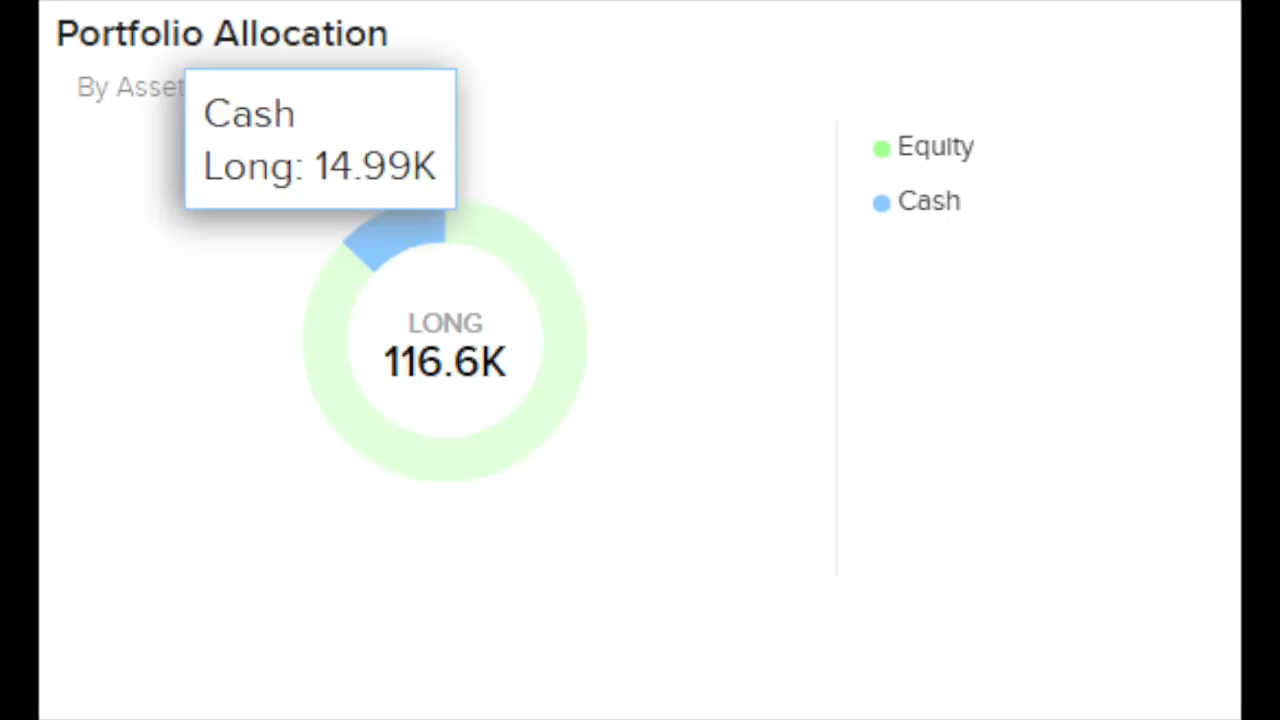 Portfolio Allocation
By Asset
Cash
Long: 14.99K
Equity
Cash
LONG
116.6K